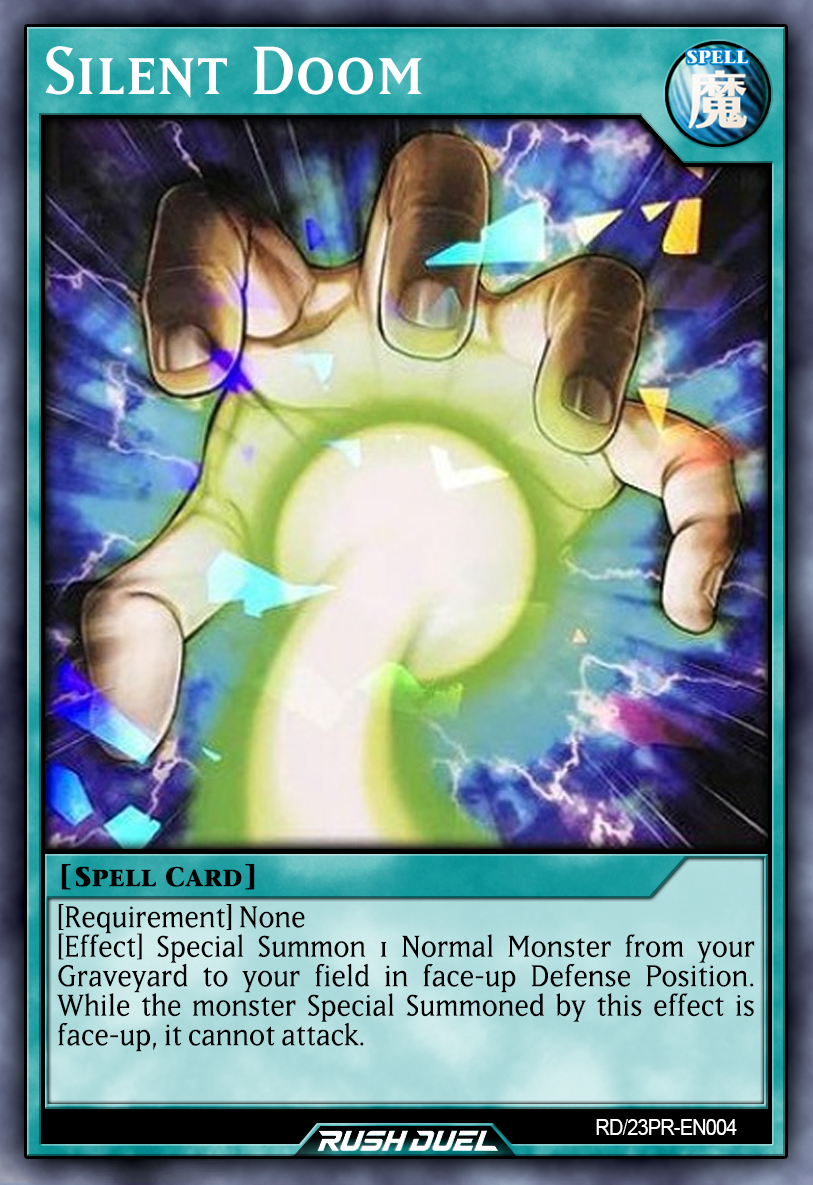 Silent Doom
SPELL
魔
[Spell Card]
[Requirement] None
[Effect] Special Summon 1 Normal Monster from your
Graveyard to your field in face-up Defense Position.
While the monster Special Summoned by this effect is
face-up, it cannot attack.
RD/23PR-EN004
RUSH DUEL